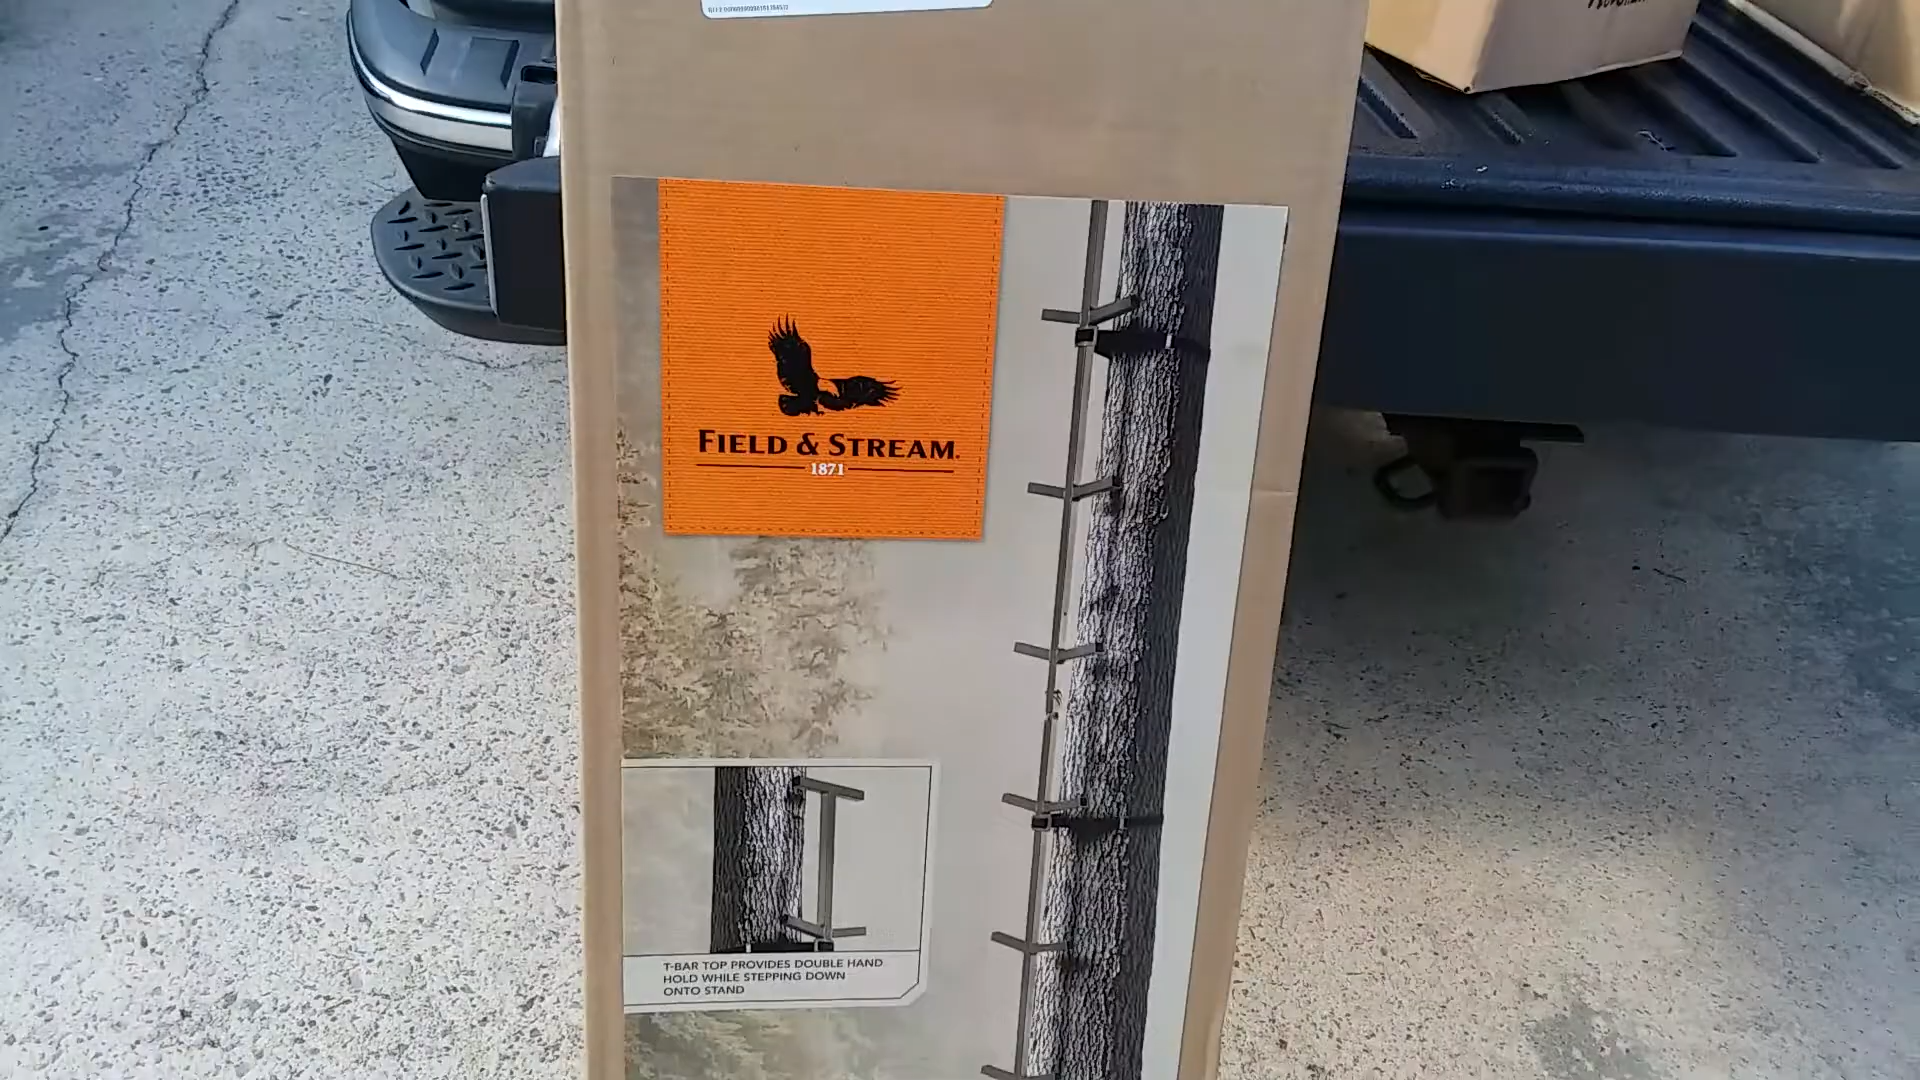 FIELD & STREAM.
1871
T-BAR TOP PROVIDES DOUBLE HAND
HOLD WHILE STEPPING DOWN
ONTO STAND